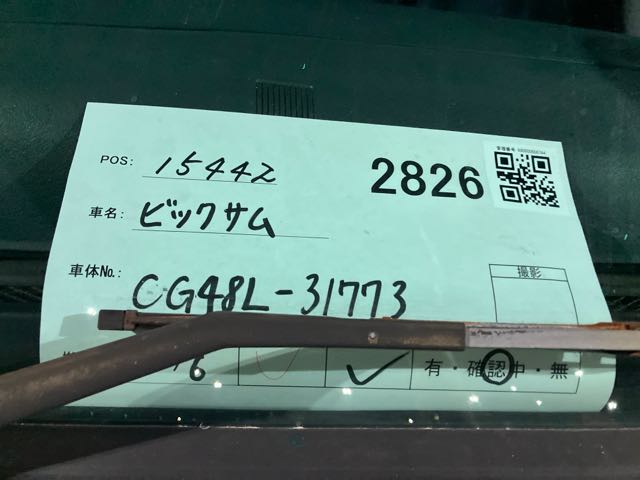 POS: 15442
2826
車名: ビックサム
車体No.: CG48L-31773
撮影
有・確認中・無